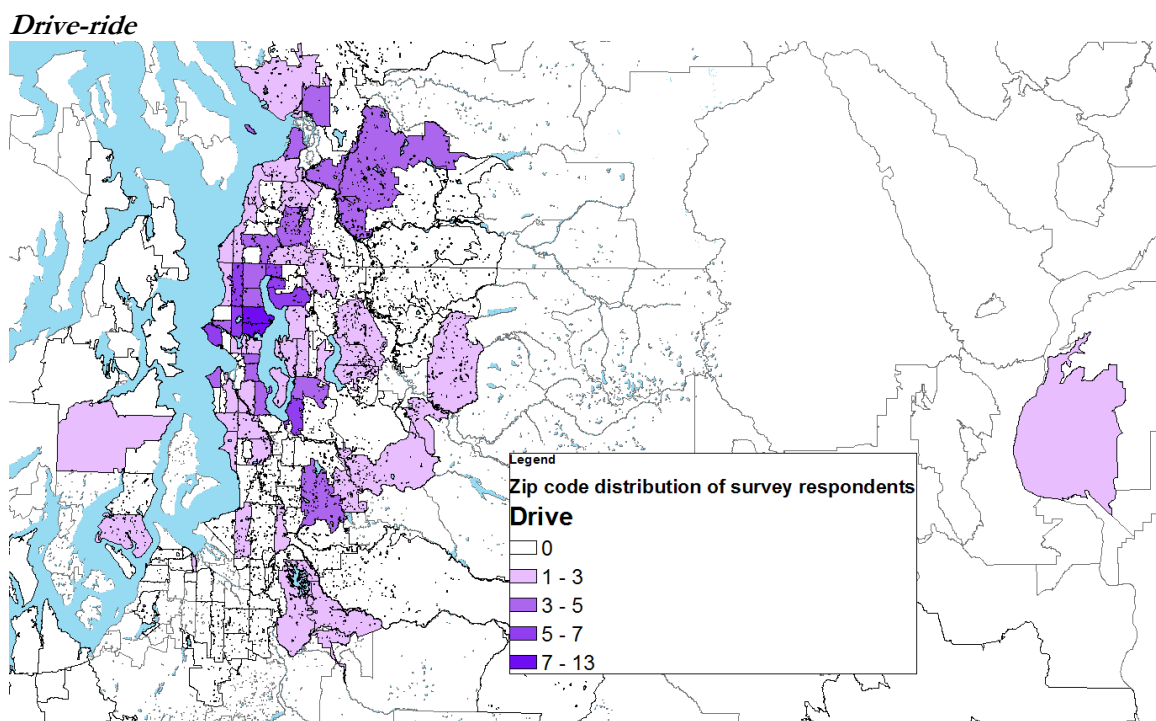 Drive-ride
Legend
Zip code distribution of survey respondents
Drive
0
1 - 3
3 - 5
5 - 7
7 - 13